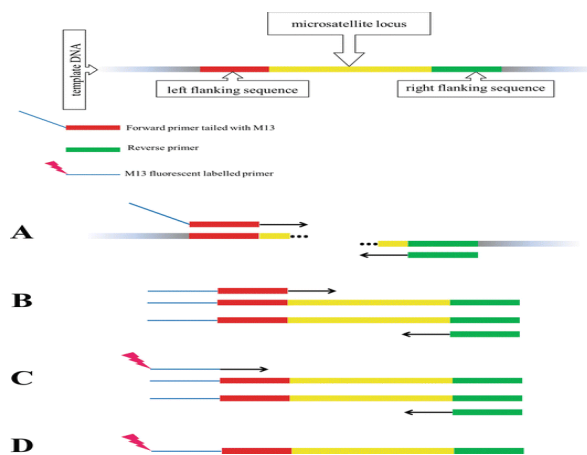 microsatellite locus
template DNA
left flanking sequence
right flanking sequence
Forward primer tailed with M13
Reverse primer
M13 fluorescent labelled primer
A
B
C
D